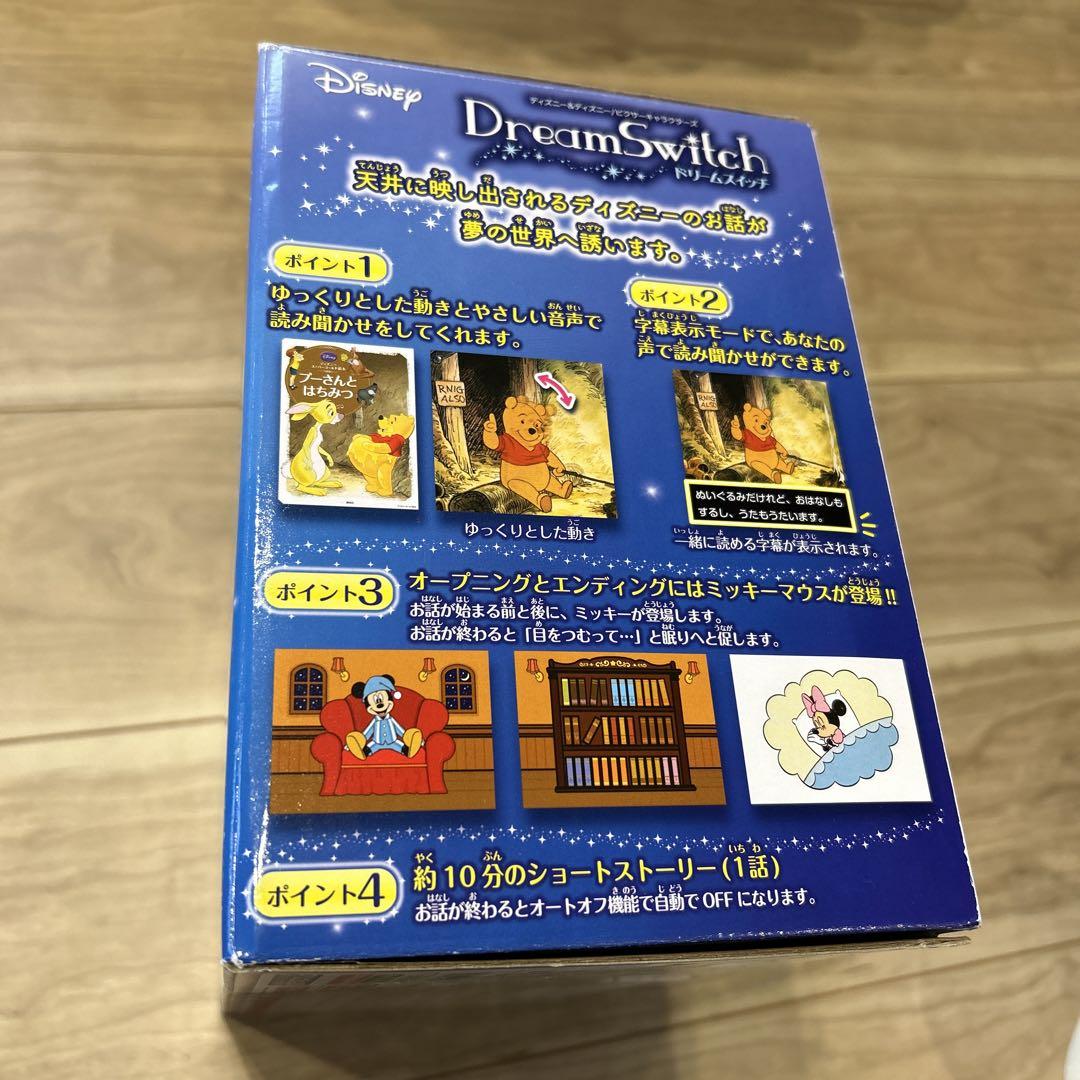 DISNEY
ディズニー&ディズニー/ピクサーキャラクターズ
DreamSwitch
ドリームスイッチ
天井に映し出されるディズニーのお話が
夢の世界へ誘います。
ポイント1
ゆっくりとした動きとやさしい音声で
読み聞かせをしてくれます。
プーさんと
はちみつ
RNIG
ALSO
ゆっくりとした動き
ポイント2
字幕表示モードで、あなたの
声で読み聞かせができます。
RNIG
ALSO
ぬいぐるみだけれど、おはなしも
するし、うたもうたいます。
一緒に読める字幕が表示されます。
ポイント3
オープニングとエンディングにはミッキーマウスが登場!!
お話が始まる前と後に、ミッキーが登場します。
お話が終わると「目をつむって…」と眠りへと促します。
ポイント4
約10分のショートストーリー(1話)
お話が終わるとオートオフ機能で自動でOFFになります。